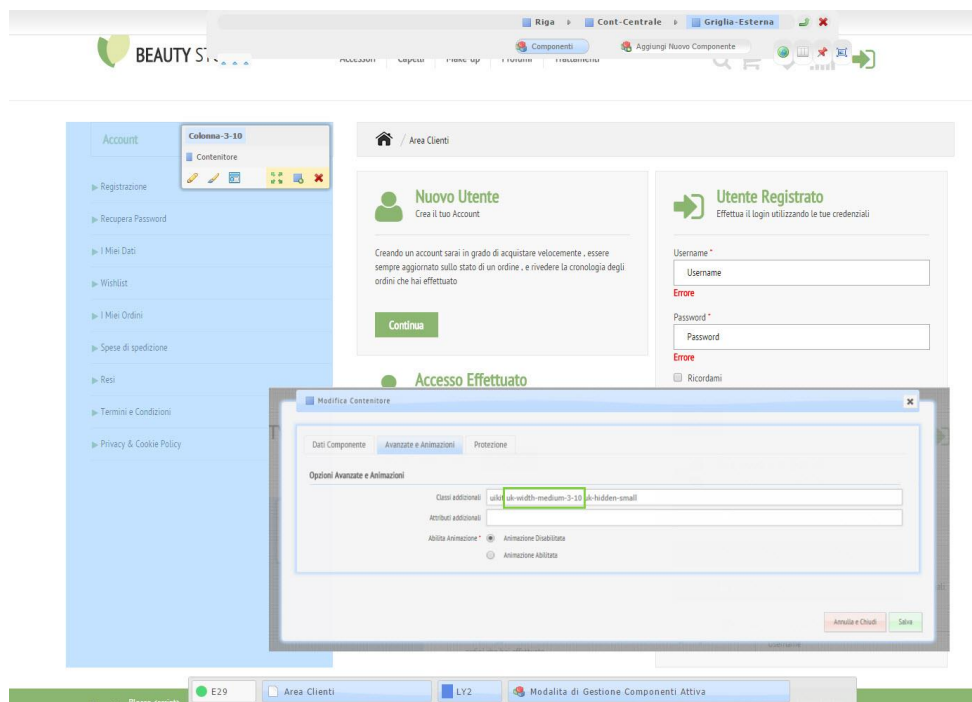 Riga Cont-Centrale Griglia-Esterna
Componenti Aggiungi Nuovo Componente
BEAUTY
Accessori Capelli Make-up Profumi Trattamenti
Account
Colonna-3-10
Contenitore
Registrazione
Recupera Password
I Miei Dati
Wishlist
I Miei Ordini
Spese di spedizione
Resi
Termini e Condizioni
Privacy & Cookie Policy
/ Area Clienti
Nuovo Utente
Crea il tuo Account
Creando un account sarai in grado di acquistare velocemente , essere
sempre aggiornato sullo stato di un ordine , e rivedere la cronologia degli
ordini che hai effettuato
Continua
Accesso Effettuato
Utente Registrato
Effettua il login utilizzando le tue credenziali
Username *
Username
Errore
Password *
Password
Errore
Ricordami
Modifica Contenitore
Dati Componente Avanzate e Animazioni Protezione
Opzioni Avanzate e Animazioni
Classi addizionali uikit uk-width-medium-3-10 uk-hidden-small
Attributi addizionali
Abilita Animazione * Animazione Disabilitata
Animazione Abilitata
Annulla e Chiudi Salva
E29 Area Clienti LY2 Modalita di Gestione Componenti Attiva